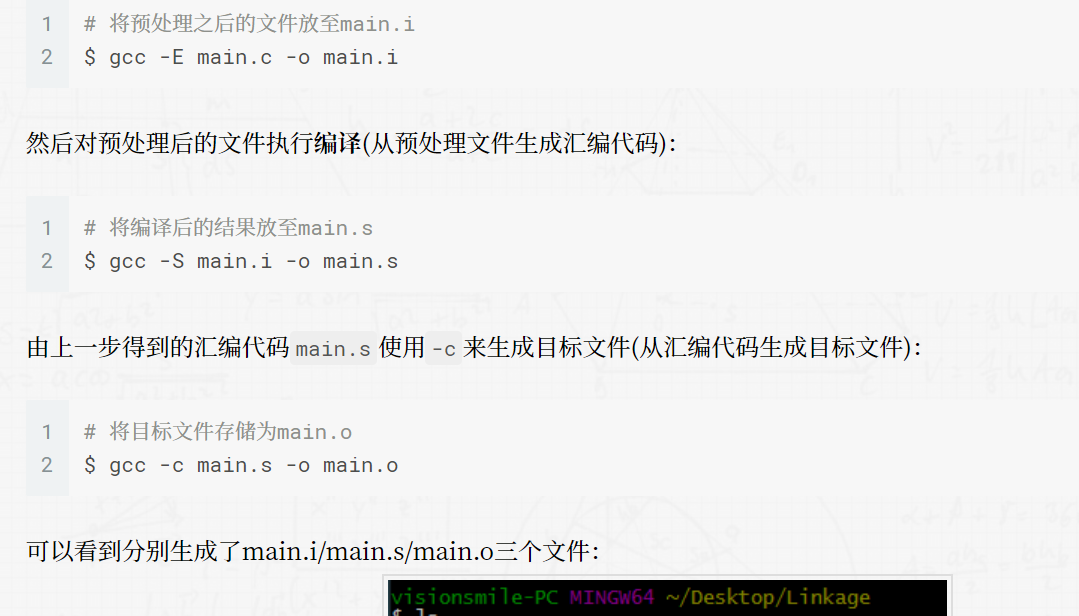 1 # 将预处理之后的文件放至main.i
2 $ gcc -E main.c -o main.i
然后对预处理后的文件执行编译(从预处理文件生成汇编代码)：
1 # 将编译后的结果放至main.s
2 $ gcc -S main.i -o main.s
由上一步得到的汇编代码 main.s 使用 -c 来生成目标文件(从汇编代码生成目标文件)：
1 # 将目标文件存储为main.o
2 $ gcc -c main.s -o main.o
可以看到分别生成了main.i/main.s/main.o三个文件：
visionsmile-PC MINGW64 ~/Desktop/Linkage